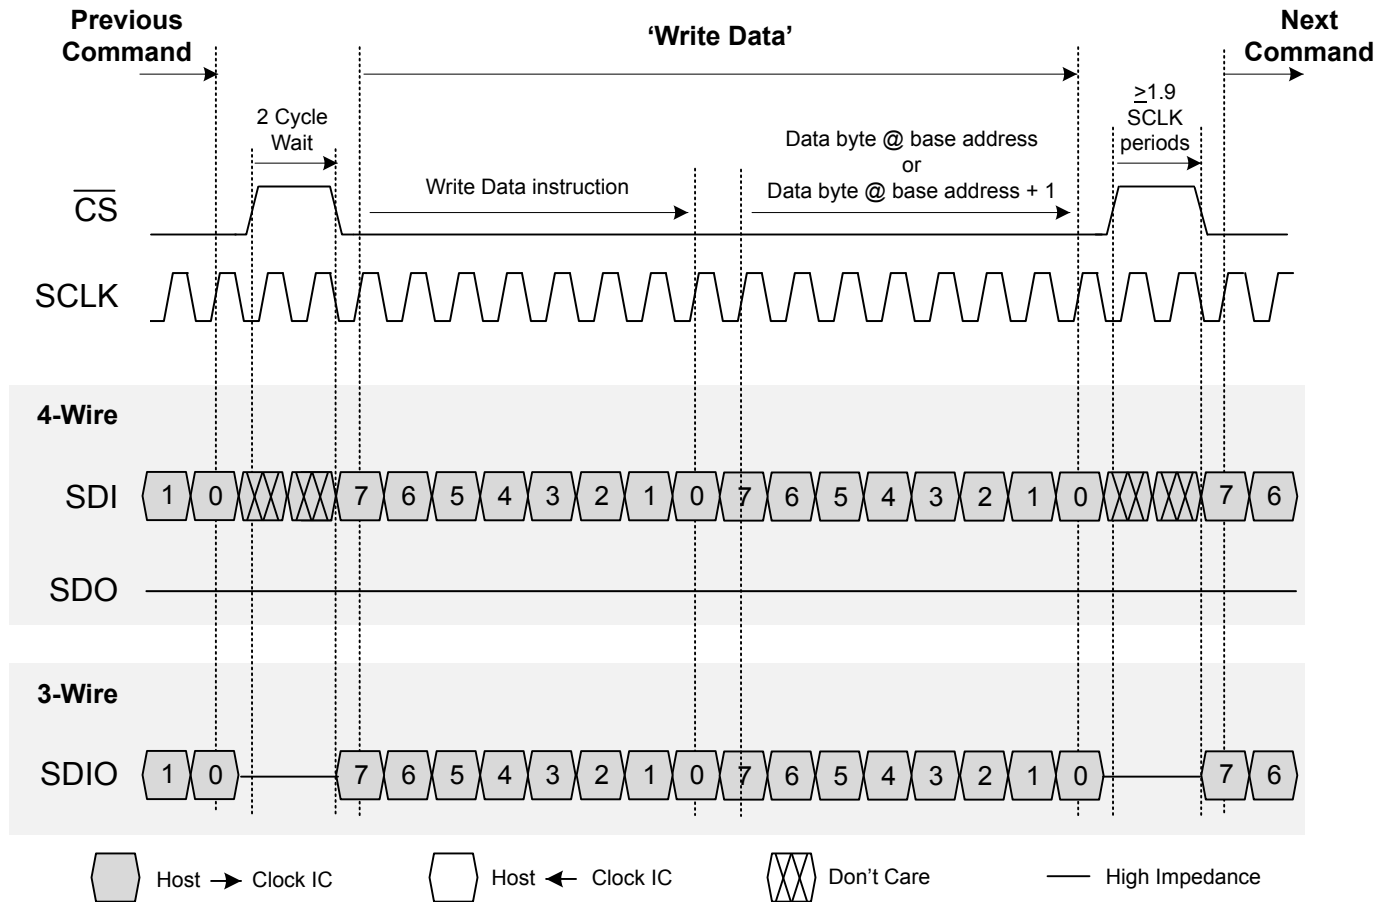 Previous
Command
‘Write Data’
Next
Command
2 Cycle
Wait
≥1.9
SCLK
periods
Write Data instruction
Data byte @ base address
or
Data byte @ base address + 1
CS
SCLK
4-Wire
SDI 1 0 7 6 5 4 3 2 1 0 7 6 5 4 3 2 1 0 7 6
SDO
3-Wire
SDIO 1 0 7 6 5 4 3 2 1 0 7 6 5 4 3 2 1 0 7 6
Host Clock IC Host Clock IC Don't Care High Impedance